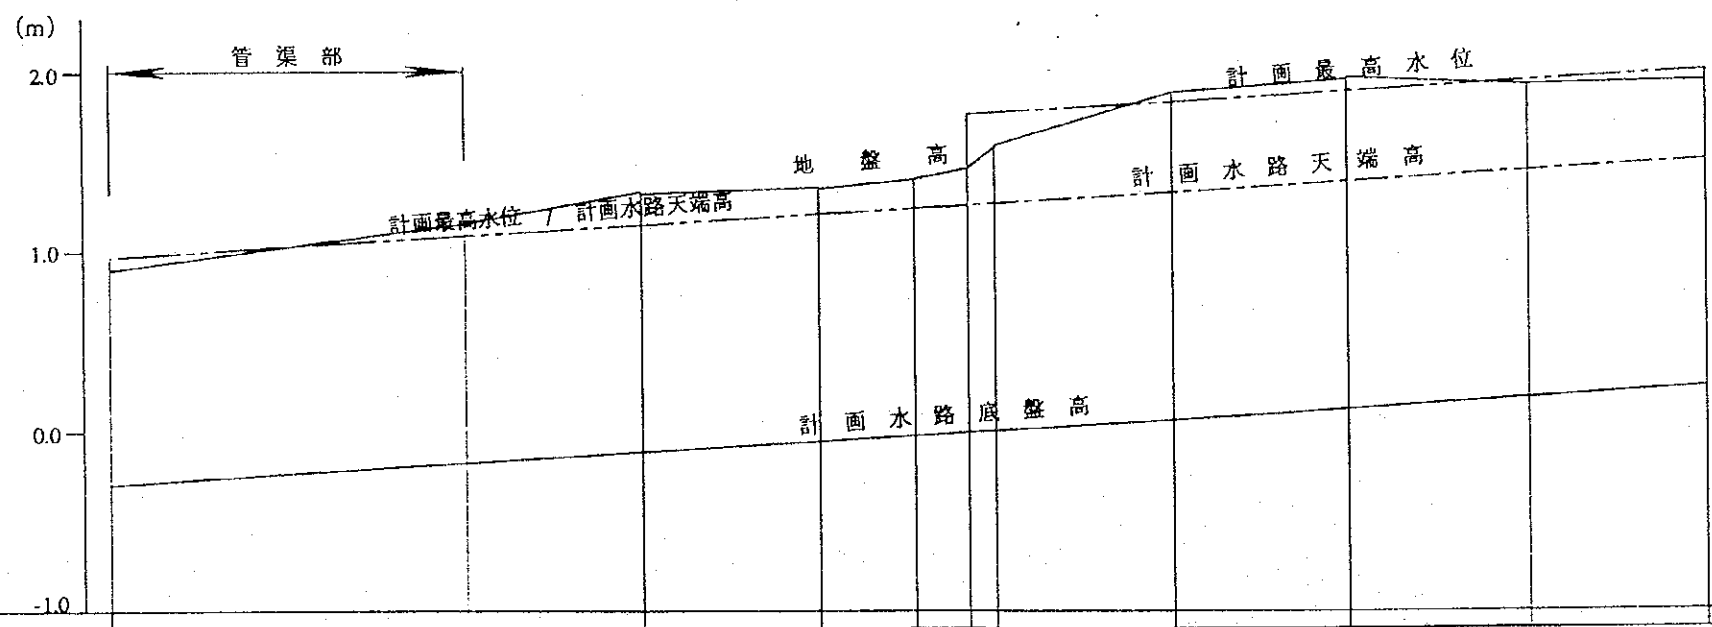 (m)
管渠部
2.0
計画最高水位
地盤高
計画水路天端高
計画最高水位 / 計画水路天端高
1.0
計画水路底盤高
0.0
-1.0